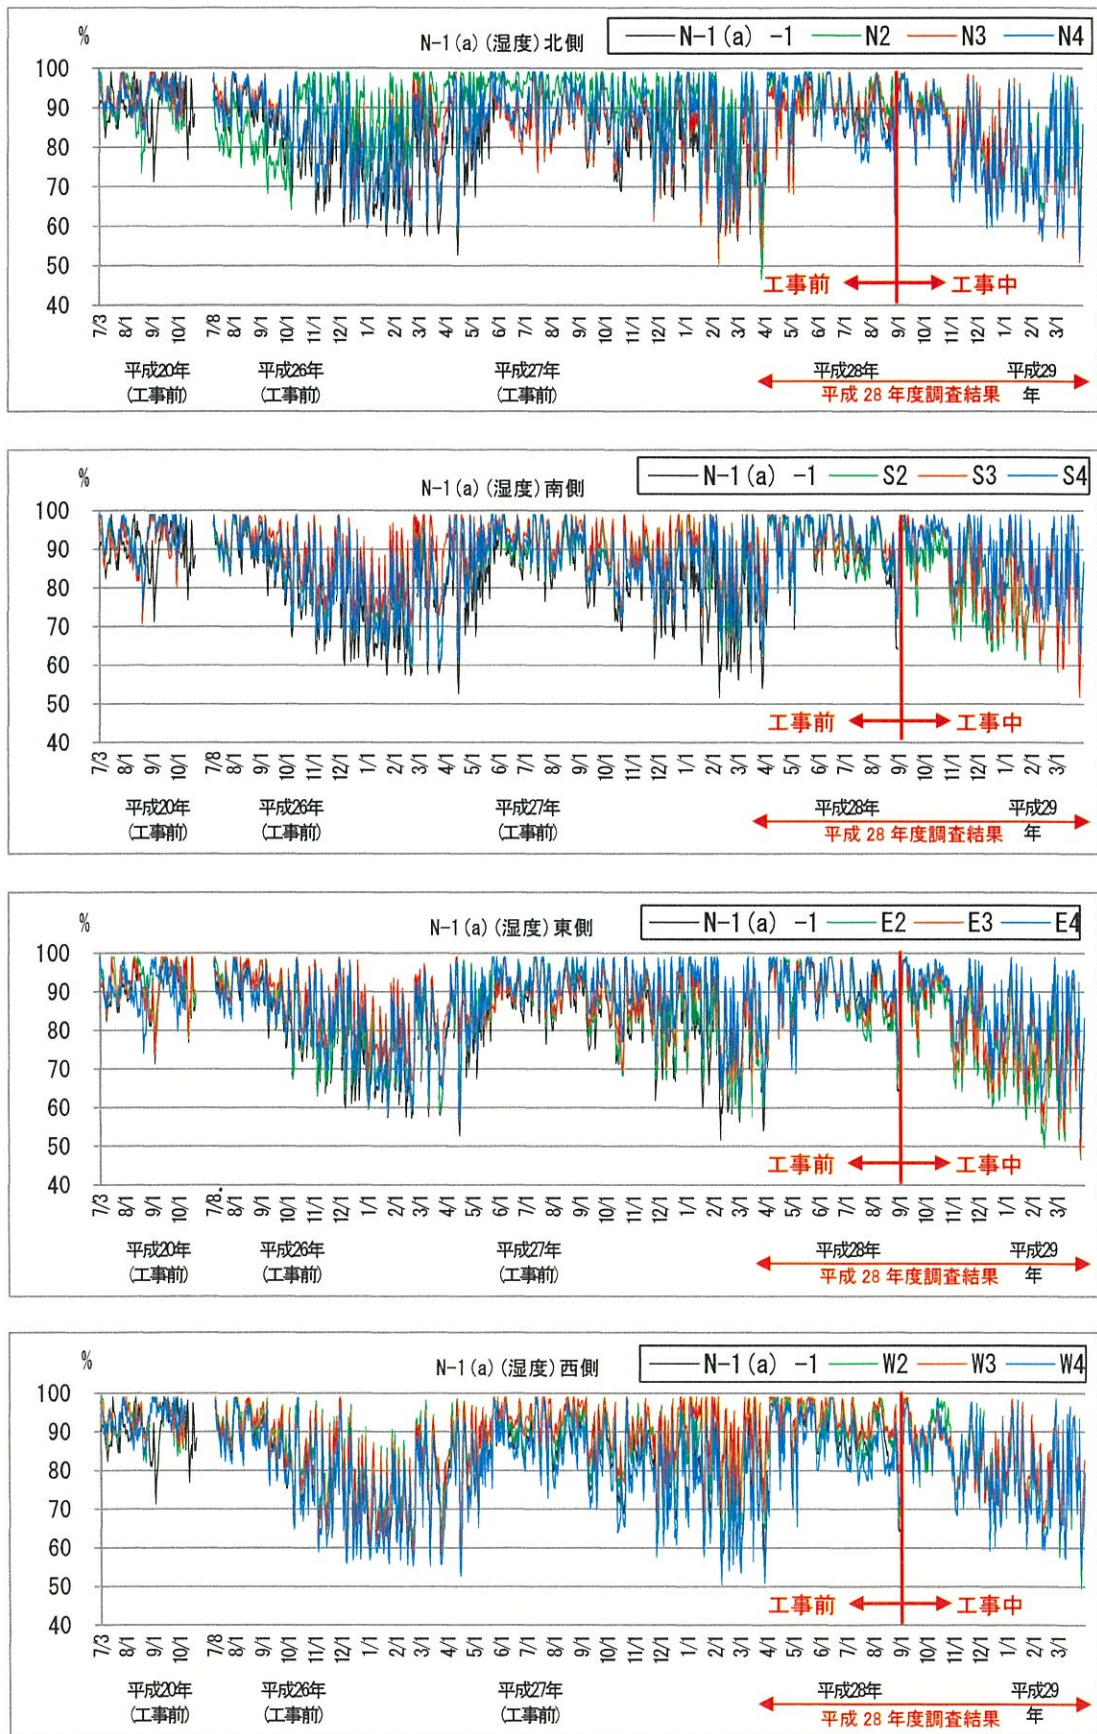 %
N-1(a)(湿度)北側
N-1(a) -1 N2 N3 N4
100
90
80
70
60
50
40
工事前 工事中
7/3 8/1 9/1 10/1 7/8 8/1 9/1 10/1 11/1 12/1 1/1 2/1 3/1 4/1 5/1 6/1 7/1 8/1 9/1 10/1 11/1 12/1 1/1 2/1 3/1 4/1 5/1 6/1 7/1 8/1 9/1 10/1 11/1 12/1 1/1 2/1 3/1
平成20年 平成26年 平成27年 平成28年 平成29
(工事前) (工事前) (工事前) 平成 28 年度調査結果 年
%
N-1(a)(湿度)南側
N-1(a) -1 S2 S3 S4
100
90
80
70
60
50
40
工事前 工事中
7/3 8/1 9/1 10/1 7/8 8/1 9/1 10/1 11/1 12/1 1/1 2/1 3/1 4/1 5/1 6/1 7/1 8/1 9/1 10/1 11/1 12/1 1/1 2/1 3/1 4/1 5/1 6/1 7/1 8/1 9/1 10/1 11/1 12/1 1/1 2/1 3/1
平成20年 平成26年 平成27年 平成28年 平成29
(工事前) (工事前) (工事前) 平成 28 年度調査結果 年
%
N-1(a)(湿度)東側
N-1(a) -1 E2 E3 E4
100
90
80
70
60
50
40
工事前 工事中
7/3 8/1 9/1 10/1 7/8. 8/1 9/1 10/1 11/1 12/1 1/1 2/1 3/1 4/1 5/1 6/1 7/1 8/1 9/1 10/1 11/1 12/1 1/1 2/1 3/1 4/1 5/1 6/1 7/1 8/1 9/1 10/1 11/1 12/1 1/1 2/1 3/1
平成20年 平成26年 平成27年 平成28年 平成29
(工事前) (工事前) (工事前) 平成 28 年度調査結果 年
%
N-1(a)(湿度)西側
N-1(a) -1 W2 W3 W4
100
90
80
70
60
50
40
工事前 工事中
7/3 8/1 9/1 10/1 7/8 8/1 9/1 10/1 11/1 12/1 1/1 2/1 3/1 4/1 5/1 6/1 7/1 8/1 9/1 10/1 11/1 12/1 1/1 2/1 3/1 4/1 5/1 6/1 7/1 8/1 9/1 10/1 11/1 12/1 1/1 2/1 3/1
平成20年 平成26年 平成27年 平成28年 平成29
(工事前) (工事前) (工事前) 平成 28 年度調査結果 年